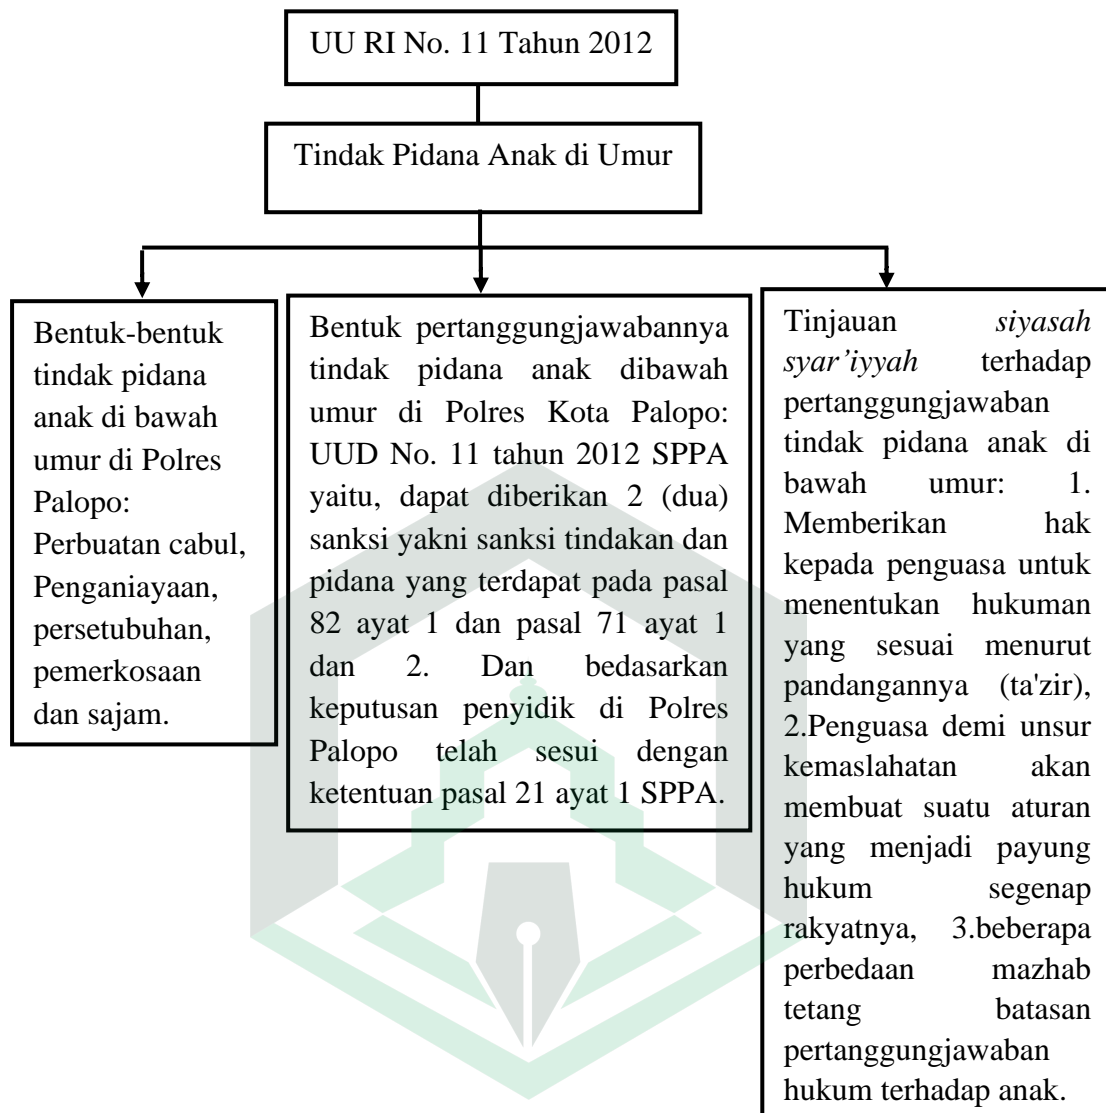 UU RI No. 11 Tahun 2012
Tindak Pidana Anak di Umur
Bentuk-bentuk
tindak pidana
anak di bawah
umur di Polres
Palopo:
Perbuatan cabul,
Penganiayaan,
persetubuhan,
pemerkosaan
dan sajam.
Bentuk pertanggungjawabannya
tindak pidana anak dibawah
umur di Polres Kota Palopo:
UUD No. 11 tahun 2012 SPPA
yaitu, dapat diberikan 2 (dua)
sanksi yakni sanksi tindakan dan
pidana yang terdapat pada pasal
82 ayat 1 dan pasal 71 ayat 1
dan 2. Dan bedasarkan
keputusan penyidik di Polres
Palopo telah sesui dengan
ketentuan pasal 21 ayat 1 SPPA.
Tinjauan siyasah
syar’iyyah terhadap
pertanggungjawaban
tindak pidana anak di
bawah umur: 1.
Memberikan hak
kepada penguasa untuk
menentukan hukuman
yang sesuai menurut
pandangannya (ta'zir),
2.Penguasa demi unsur
kemaslahatan akan
membuat suatu aturan
yang menjadi payung
hukum segenap
rakyatnya, 3.beberapa
perbedaan mazhab
tetang batasan
pertanggungjawaban
hukum terhadap anak.